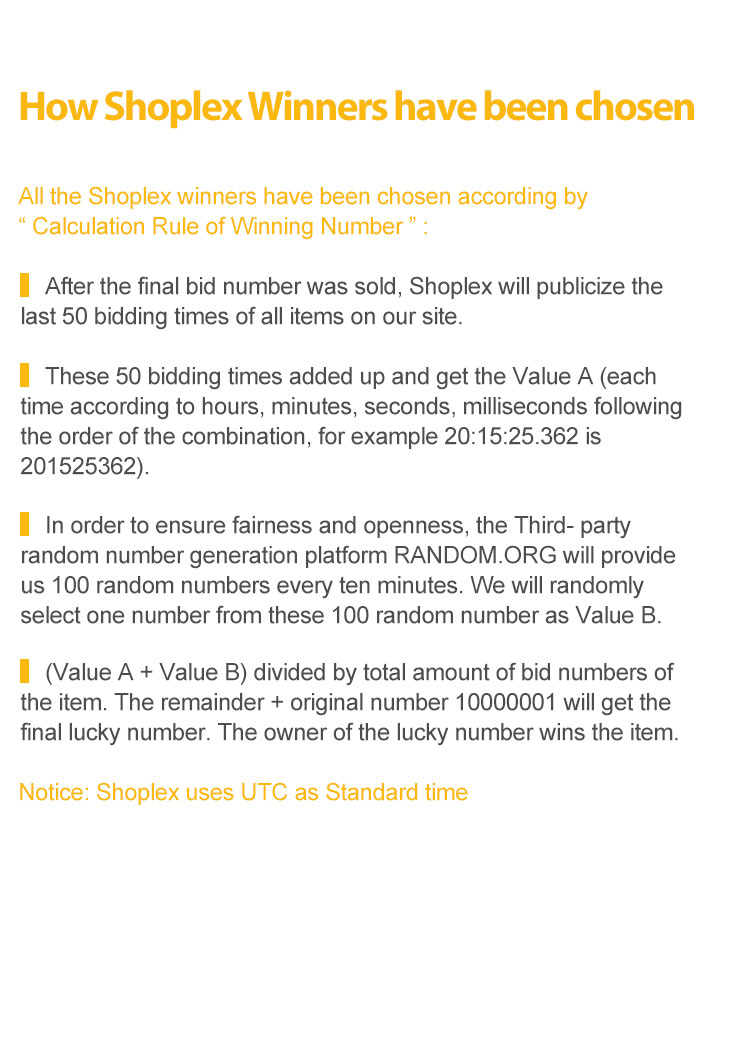 How Shoplex Winners have been chosen
All the Shoplex winners have been chosen according by
“ Calculation Rule of Winning Number ” :
After the final bid number was sold, Shoplex will publicize the
last 50 bidding times of all items on our site.
These 50 bidding times added up and get the Value A (each
time according to hours, minutes, seconds, milliseconds following
the order of the combination, for example 20:15:25.362 is
201525362).
In order to ensure fairness and openness, the Third- party
random number generation platform RANDOM.ORG will provide
us 100 random numbers every ten minutes. We will randomly
select one number from these 100 random number as Value B.
(Value A + Value B) divided by total amount of bid numbers of
the item. The remainder + original number 10000001 will get the
final lucky number. The owner of the lucky number wins the item.
Notice: Shoplex uses UTC as Standard time